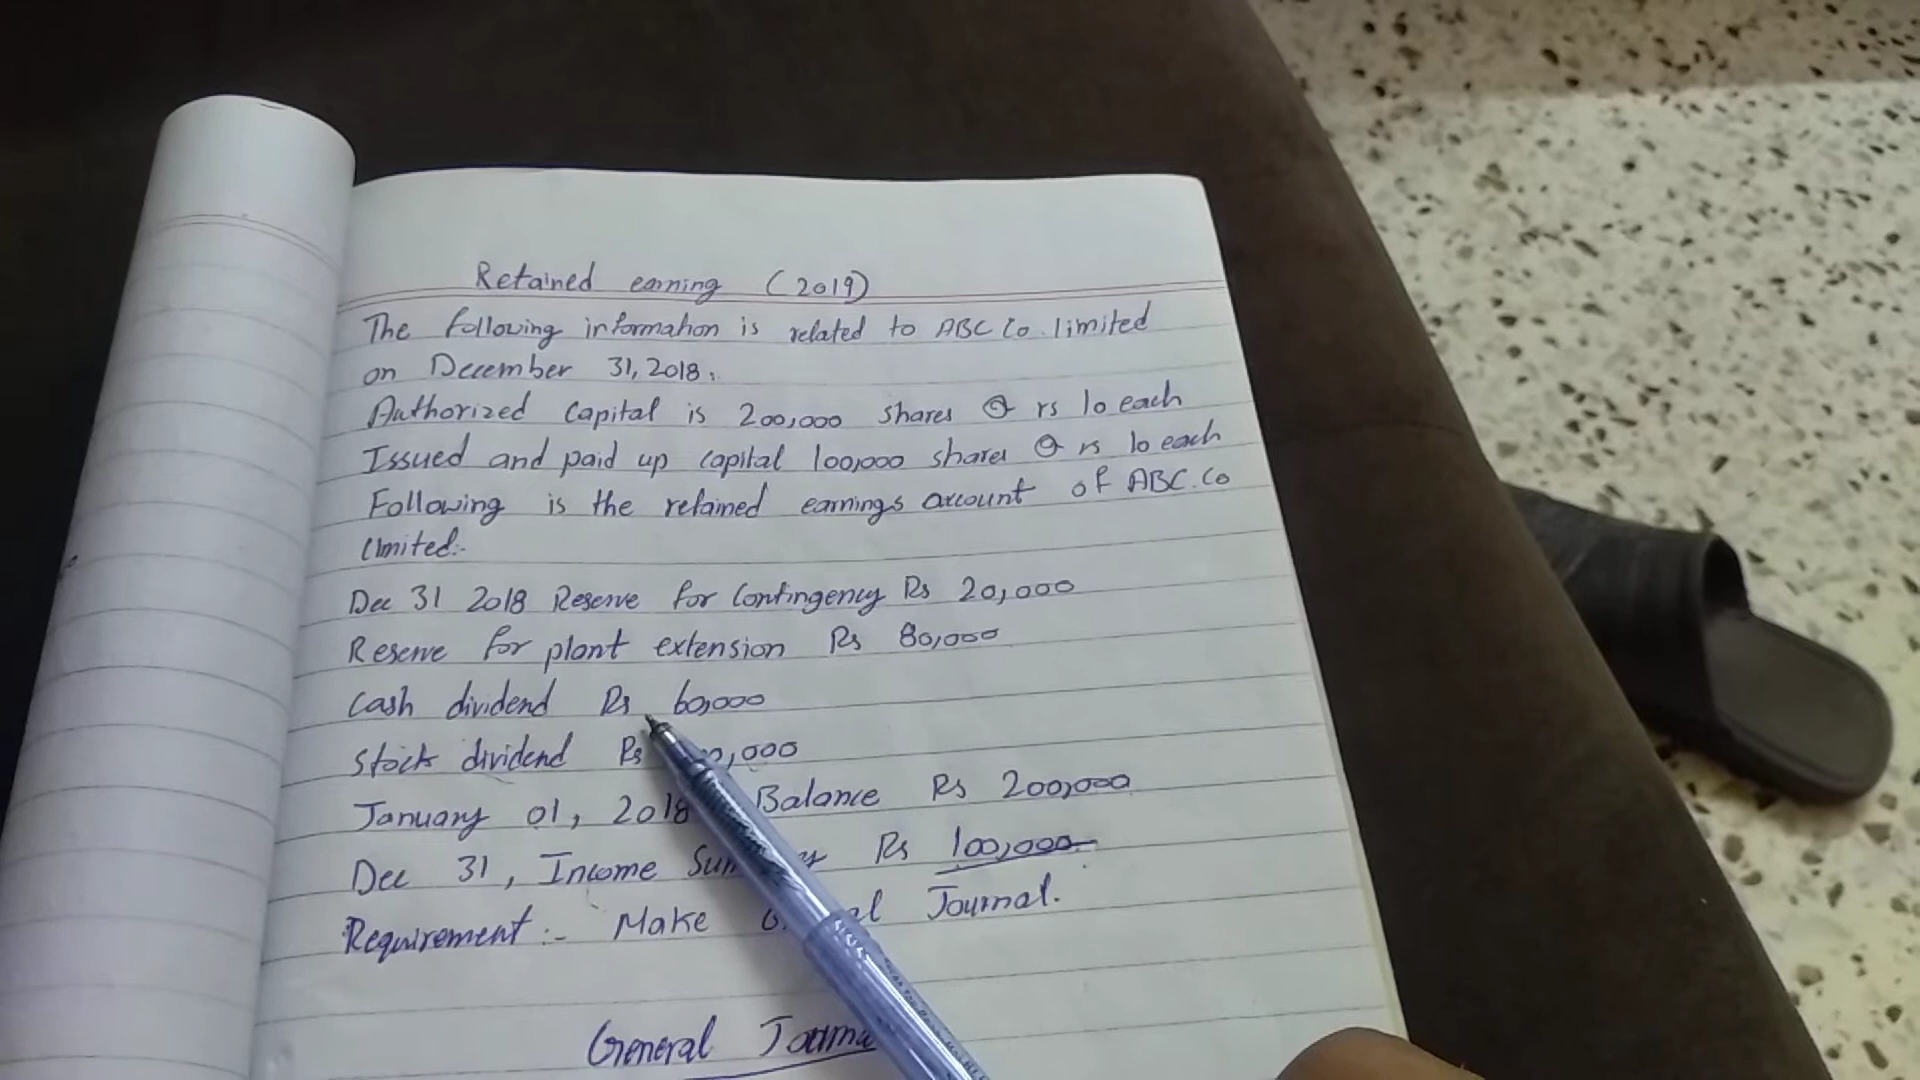 Retained earning (2019)
The following information is related to ABC Co. limited
on December 31, 2018.
Authorized capital is 200,000 shares @ rs 10 each
Issued and paid up capital 100,000 shares @ rs 10 each
Following is the retained earnings account of ABC. Co
limited:-
Dec 31 2018 Reserve for contingency Rs 20,000
Reserve for plant extension Rs 80,000
Cash dividend Rs 60,000
Stock dividend Rs
January 01, 2018 Balance Rs 200,000
Dec 31, Income Rs 100,000
Requirement:- Make Journal.
General